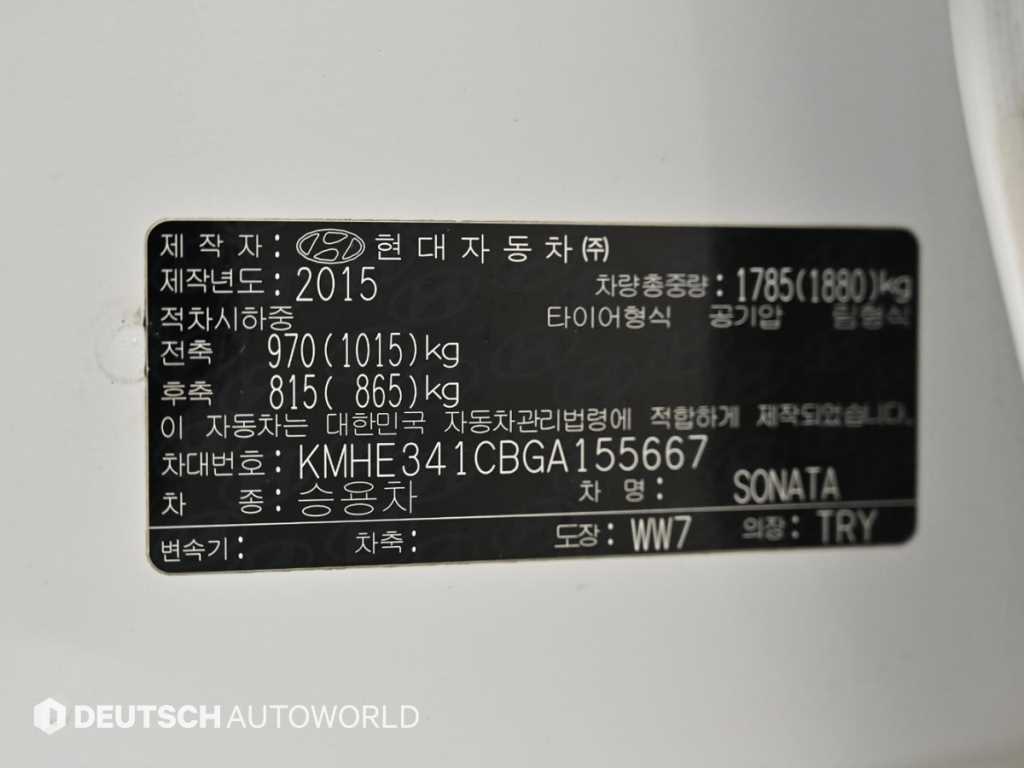 제 작 자 : 현대자동차㈜
제작년도 : 2015 차량총중량 : 1785(1880)kg
적차시하중 타이어형식 공기압 림형식
전축 970(1015)kg
후축 815( 865)kg
이 자동차는 대한민국 자동차관리법령에 적합하게 제작되었습니다.
차대번호 : KMHE341CBGA155667
차 종 : 승용차 차 명 : SONATA
변속기 : 차축 : 도장 : WW7 의장 : TRY
DEUTSCH AUTOWORLD